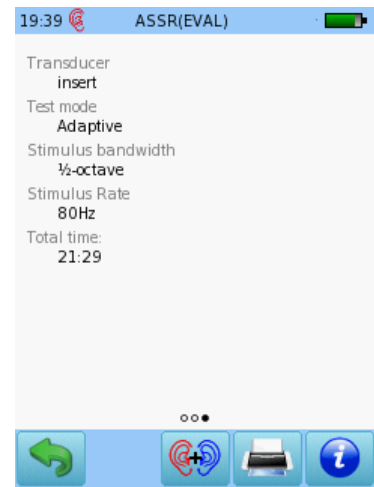 19:39 ASSR(EVAL)
Transducer
insert
Test mode
Adaptive
Stimulus bandwidth
½-octave
Stimulus Rate
80Hz
Total time:
21:29
i